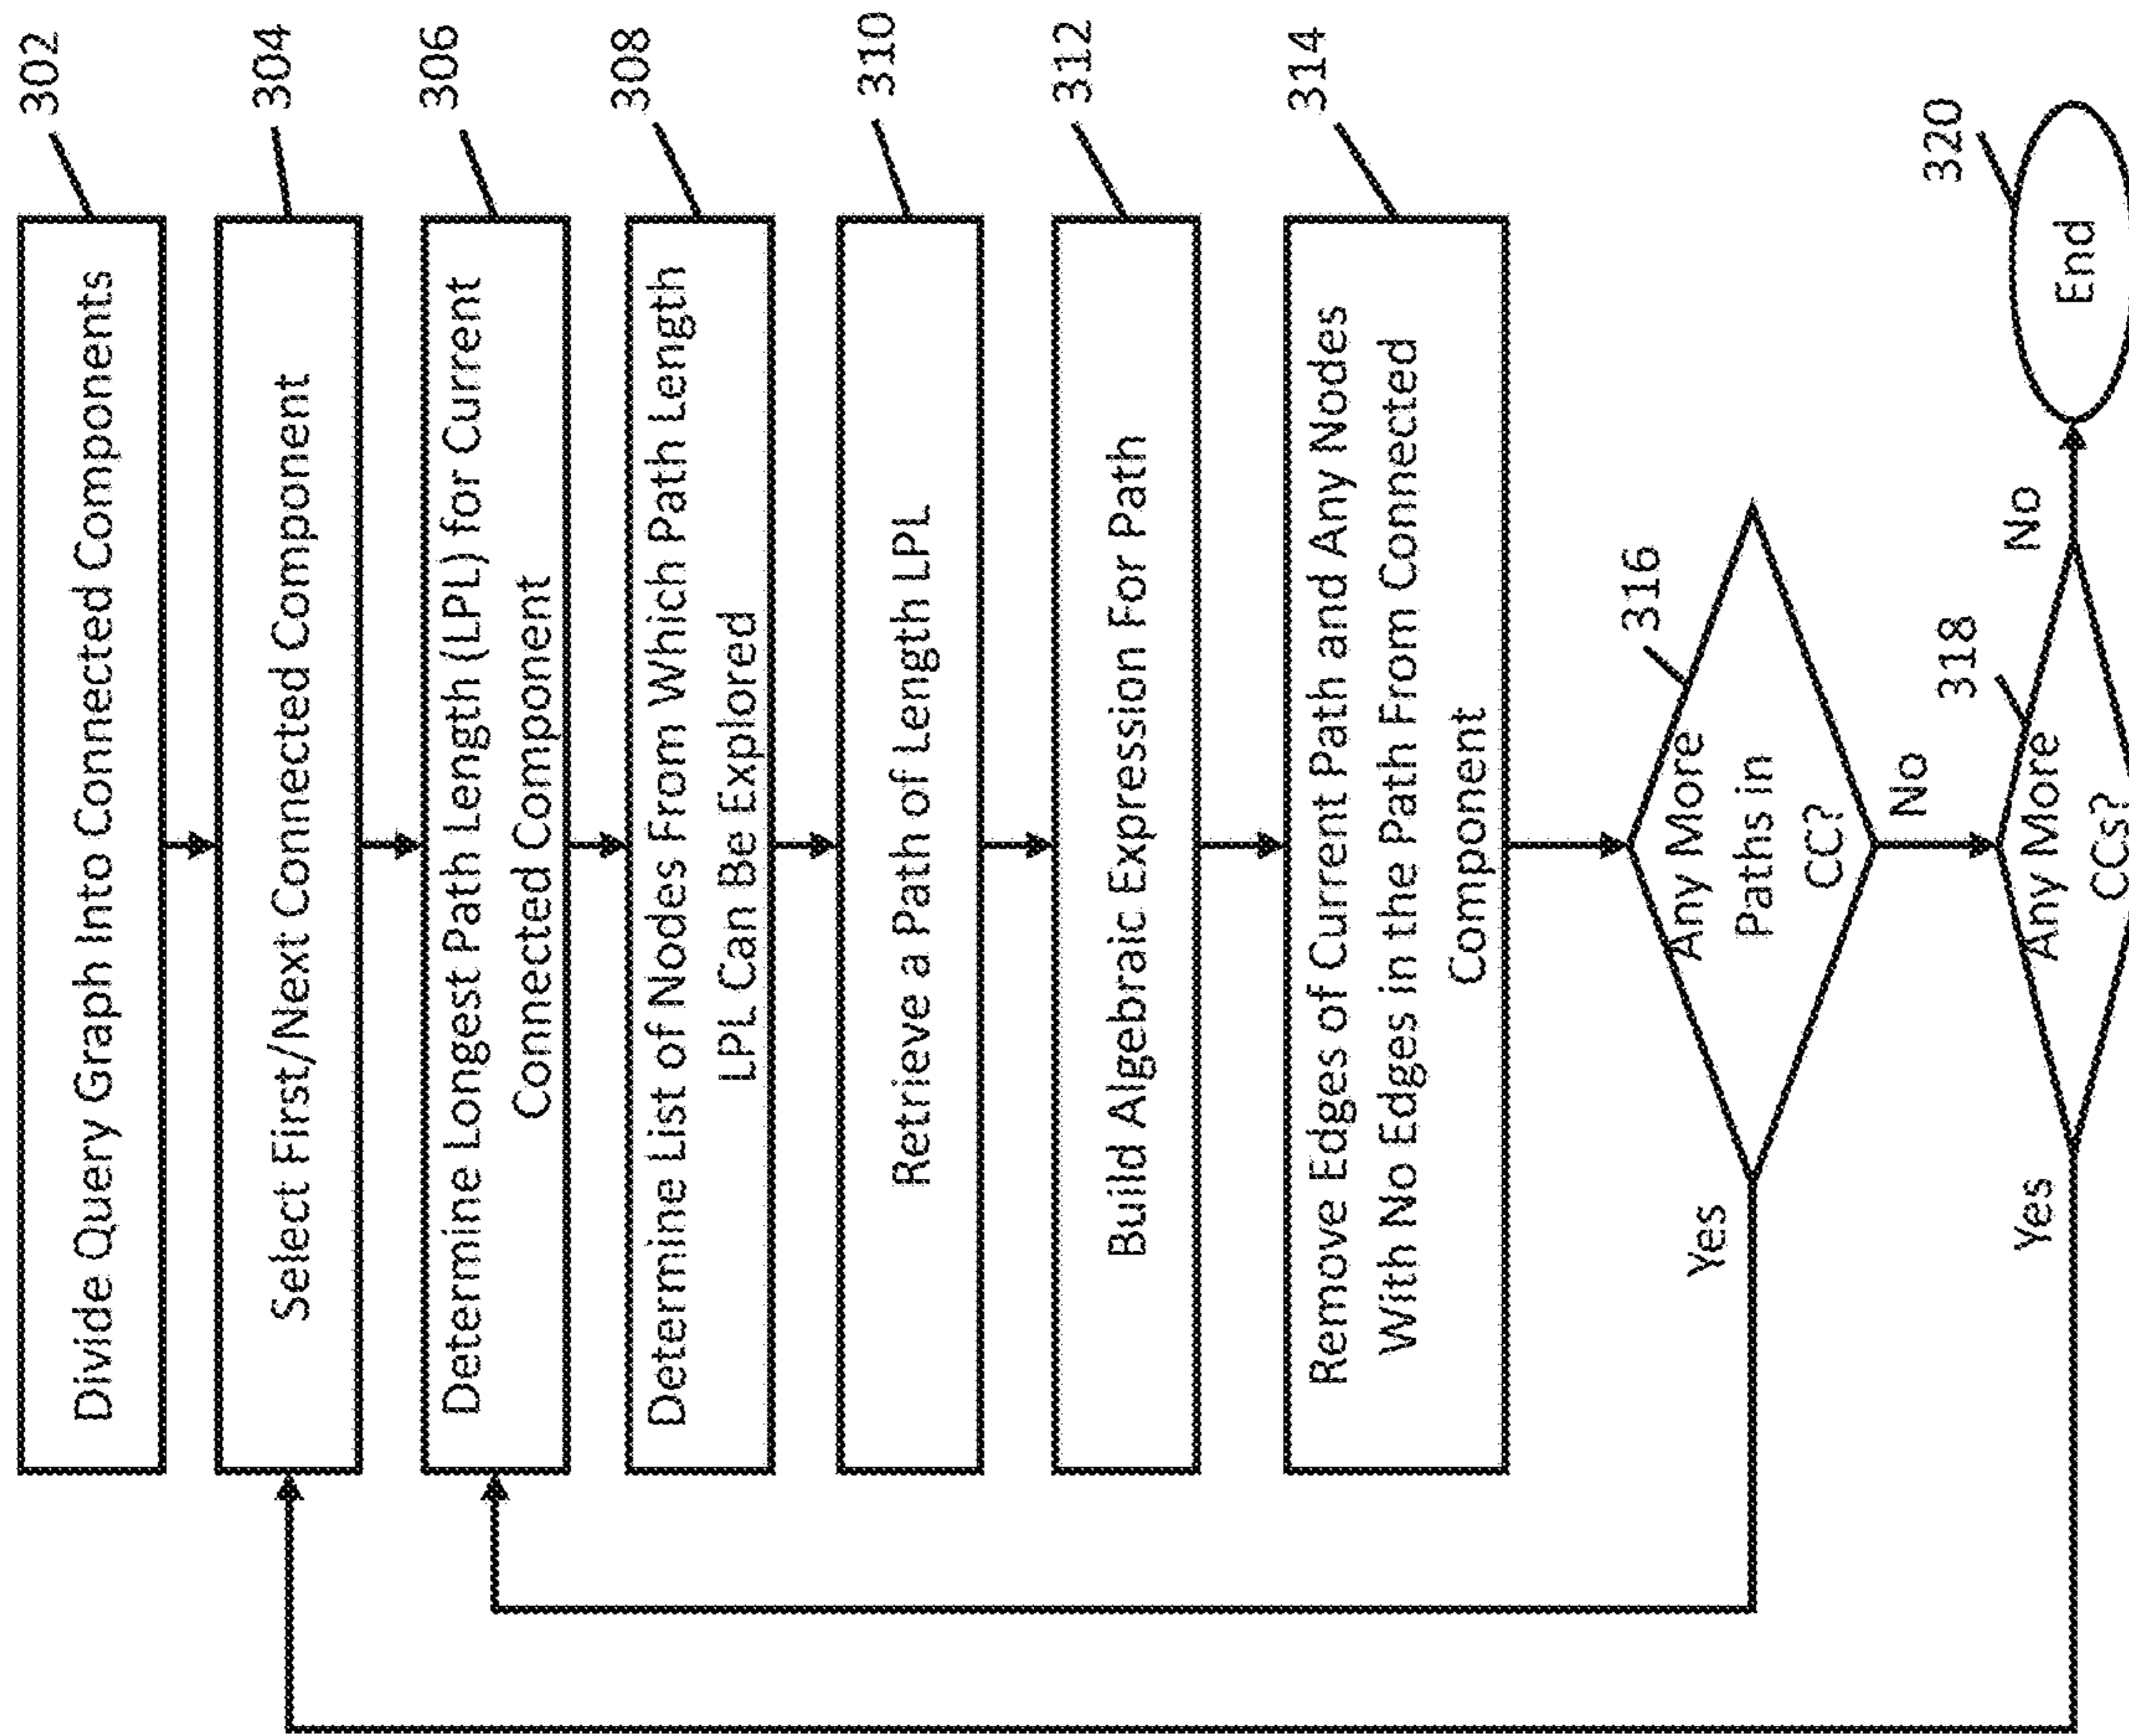 302
Divide Query Graph Into Connected Components
304
Select First/Next Connected Component
306
Determine Longest Path Length (LPL) for Current
Connected Component
308
Determine List of Nodes From Which Path Length
LPL Can Be Explored
310
Retrieve a Path of Length LPL
312
Build Algebraic Expression For Path
314
Remove Edges of Current Path and Any Nodes
With No Edges in the Path From Connected
Component
316
Any More
Paths in
CC?
Yes
No
318
Any More
CCs?
Yes
No
320
End